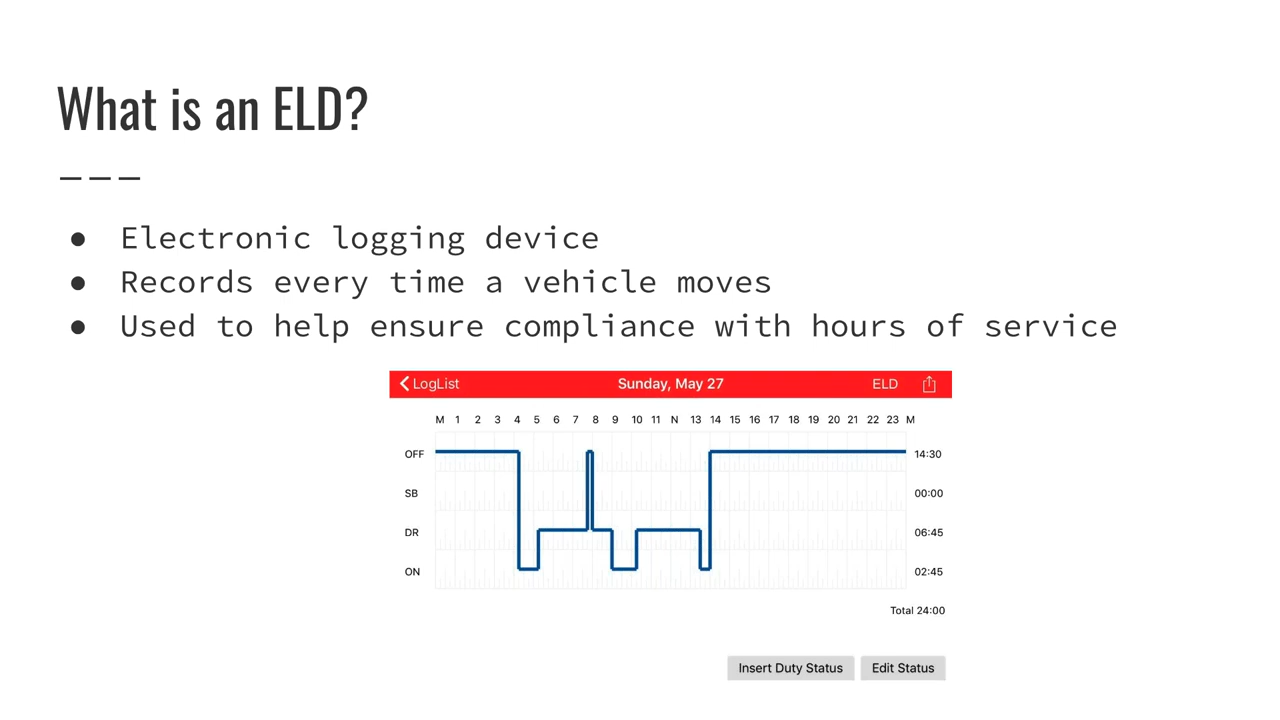 What is an ELD?
● Electronic logging device
● Records every time a vehicle moves
● Used to help ensure compliance with hours of service
LogList Sunday, May 27 ELD
M 1 2 3 4 5 6 7 8 9 10 11 N 13 14 15 16 17 18 19 20 21 22 23 M
OFF 14:30
SB 00:00
DR 06:45
ON 02:45
Total 24:00
Insert Duty Status Edit Status